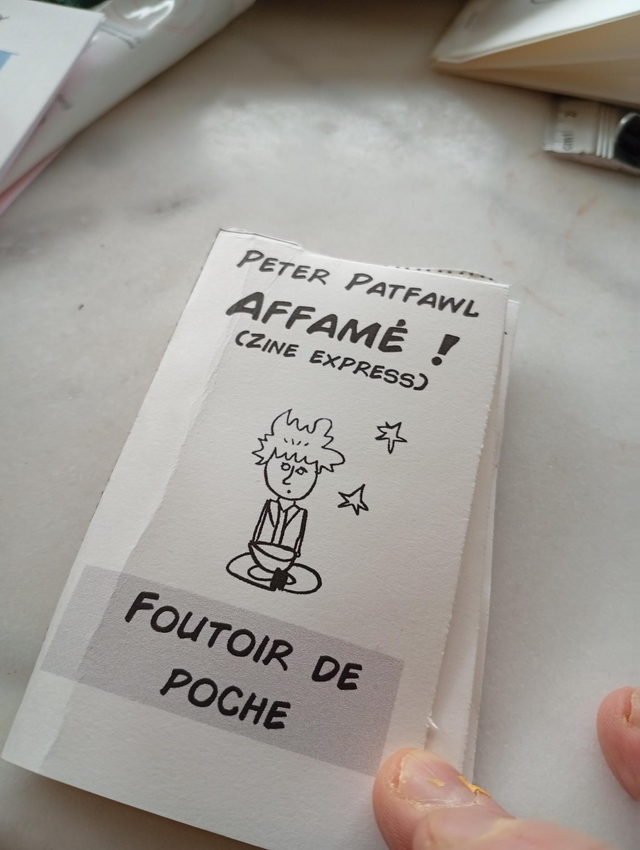 PETER PATFAWL
AFFAMÉ !
(ZINE EXPRESS)
FOUTOIR DE
POCHE